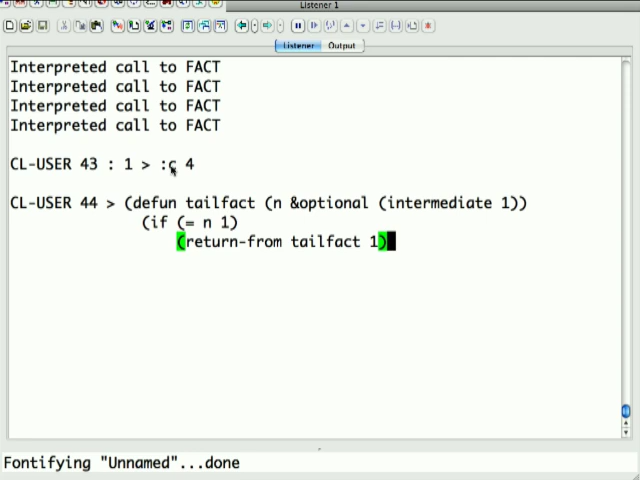 Listener 1
Listener Output
Interpreted call to FACT
Interpreted call to FACT
Interpreted call to FACT
Interpreted call to FACT
CL-USER 43 : 1 > :c 4
CL-USER 44 > (defun tailfact (n &optional (intermediate 1))
(if (= n 1)
(return-from tailfact 1)
Fontifying "Unnamed"...done